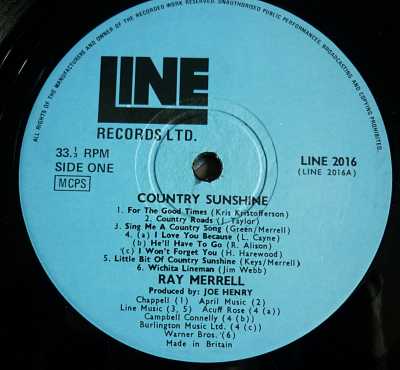 ALL RIGHTS OF THE MANUFACTURERS AND OWNER OF THE RECORDED WORK RESERVED. UNAUTHORISED PUBLIC PERFORMANCES, BROADCASTING AND COPYING PROHIBITED.
LINE
RECORDS LTD.
33.⅓ RPM
SIDE ONE
MCPS
LINE 2016
(LINE 2016A)
COUNTRY SUNSHINE
1. For The Good Times (Kris Kristofferson)
2. Country Roads (J. Taylor)
3. Sing Me A Country Song (Green/Merrell)
4. (a) I Love You Because (L. Cayne)
(b) He'll Have To Go (R. Alison)
'(c) I Won't Forget You (H. Harewood)
5. Little Bit Of Country Sunshine (Keys/Merrell)
6. Wichita Lineman (Jim Webb)
RAY MERRELL
Produced by: JOE HENRY
Chappell (1) April Music (2)
Line Music (3, 5) Acuff Rose (4 (a))
Campbell Connelly (4 (b))
Burlington Music Ltd. (4 (c))
Warner Bros. '(6)
Made in Britain